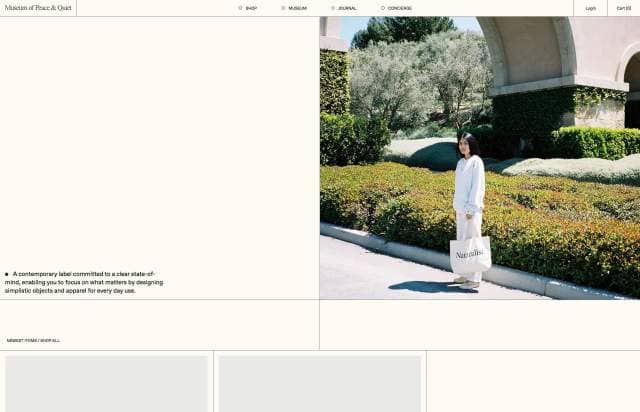 Museum of Peace & Quiet
SHOP
MUSEUM
JOURNAL
CONCIERGE
Login
Cart (0)
Naturalist
A contemporary label committed to a clear state-of-
mind, enabling you to focus on what matters by designing
simplistic objects and apparel for every day use.
NEWEST ITEMS / SHOP ALL